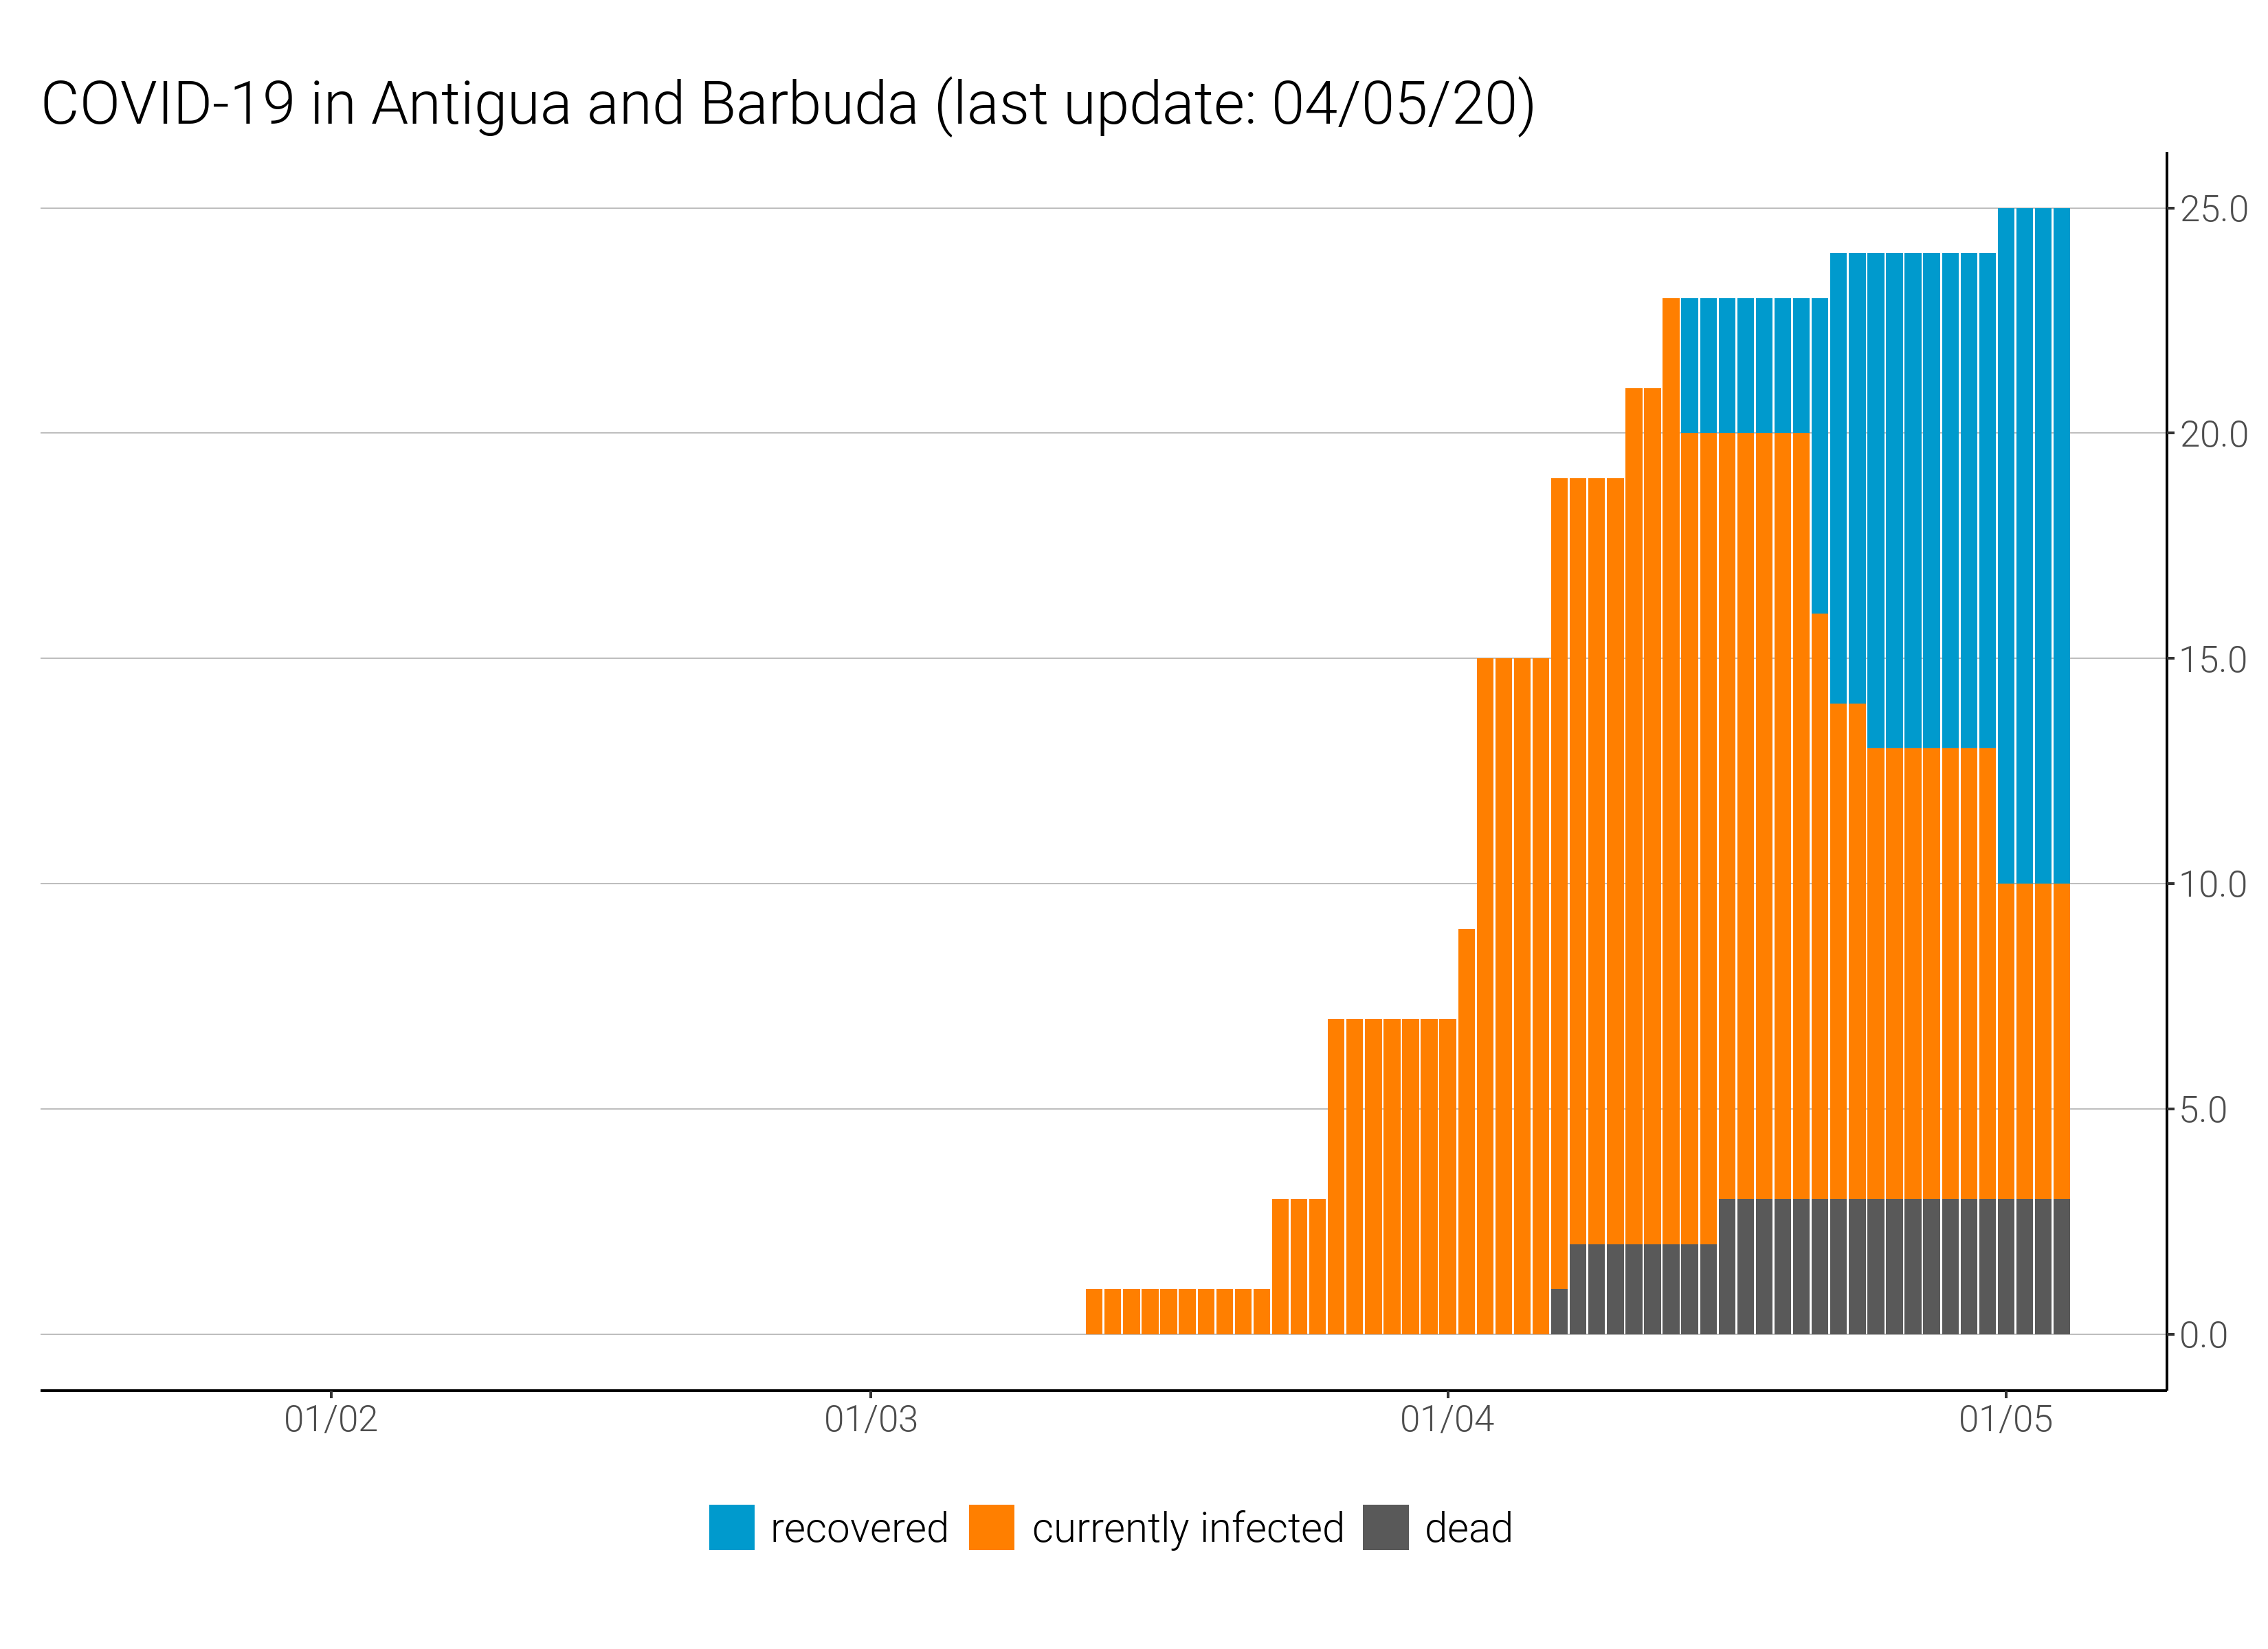 COVID-19 in Antigua and Barbuda (last update: 04/05/20)
25.0
20.0
15.0
10.0
5.0
0.0
01/02 01/03 01/04 01/05
recovered currently infected dead